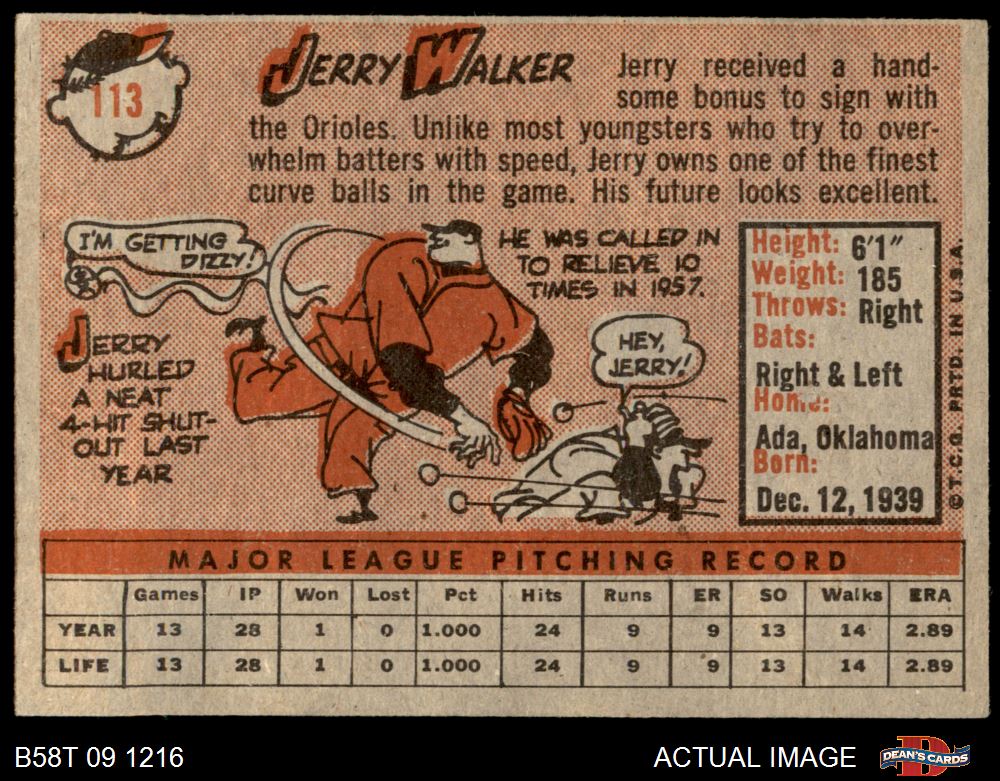 113
JERRY WALKER
Jerry received a hand-
some bonus to sign with
the Orioles. Unlike most youngsters who try to over-
whelm batters with speed, Jerry owns one of the finest
curve balls in the game. His future looks excellent.
I'M GETTING
DIZZY!
HE WAS CALLED IN
TO RELIEVE 10
TIMES IN 1957.
JERRY
HURLED
A NEAT
4-HIT SHUT-
OUT LAST
YEAR
HEY,
JERRY!
Height: 6'1"
Weight: 185
Throws: Right
Bats:
Right & Left
Home:
Ada, Oklahoma
Born:
Dec. 12, 1939
© T.C.G. PRTD. IN U.S.A.
MAJOR LEAGUE PITCHING RECORD
Games IP Won Lost Pct Hits Runs ER SO Walks ERA
YEAR 13 28 1 0 1.000 24 9 9 13 14 2.89
LIFE 13 28 1 0 1.000 24 9 9 13 14 2.89
B58T 09 1216
ACTUAL IMAGE
D
DEAN'S CARDS